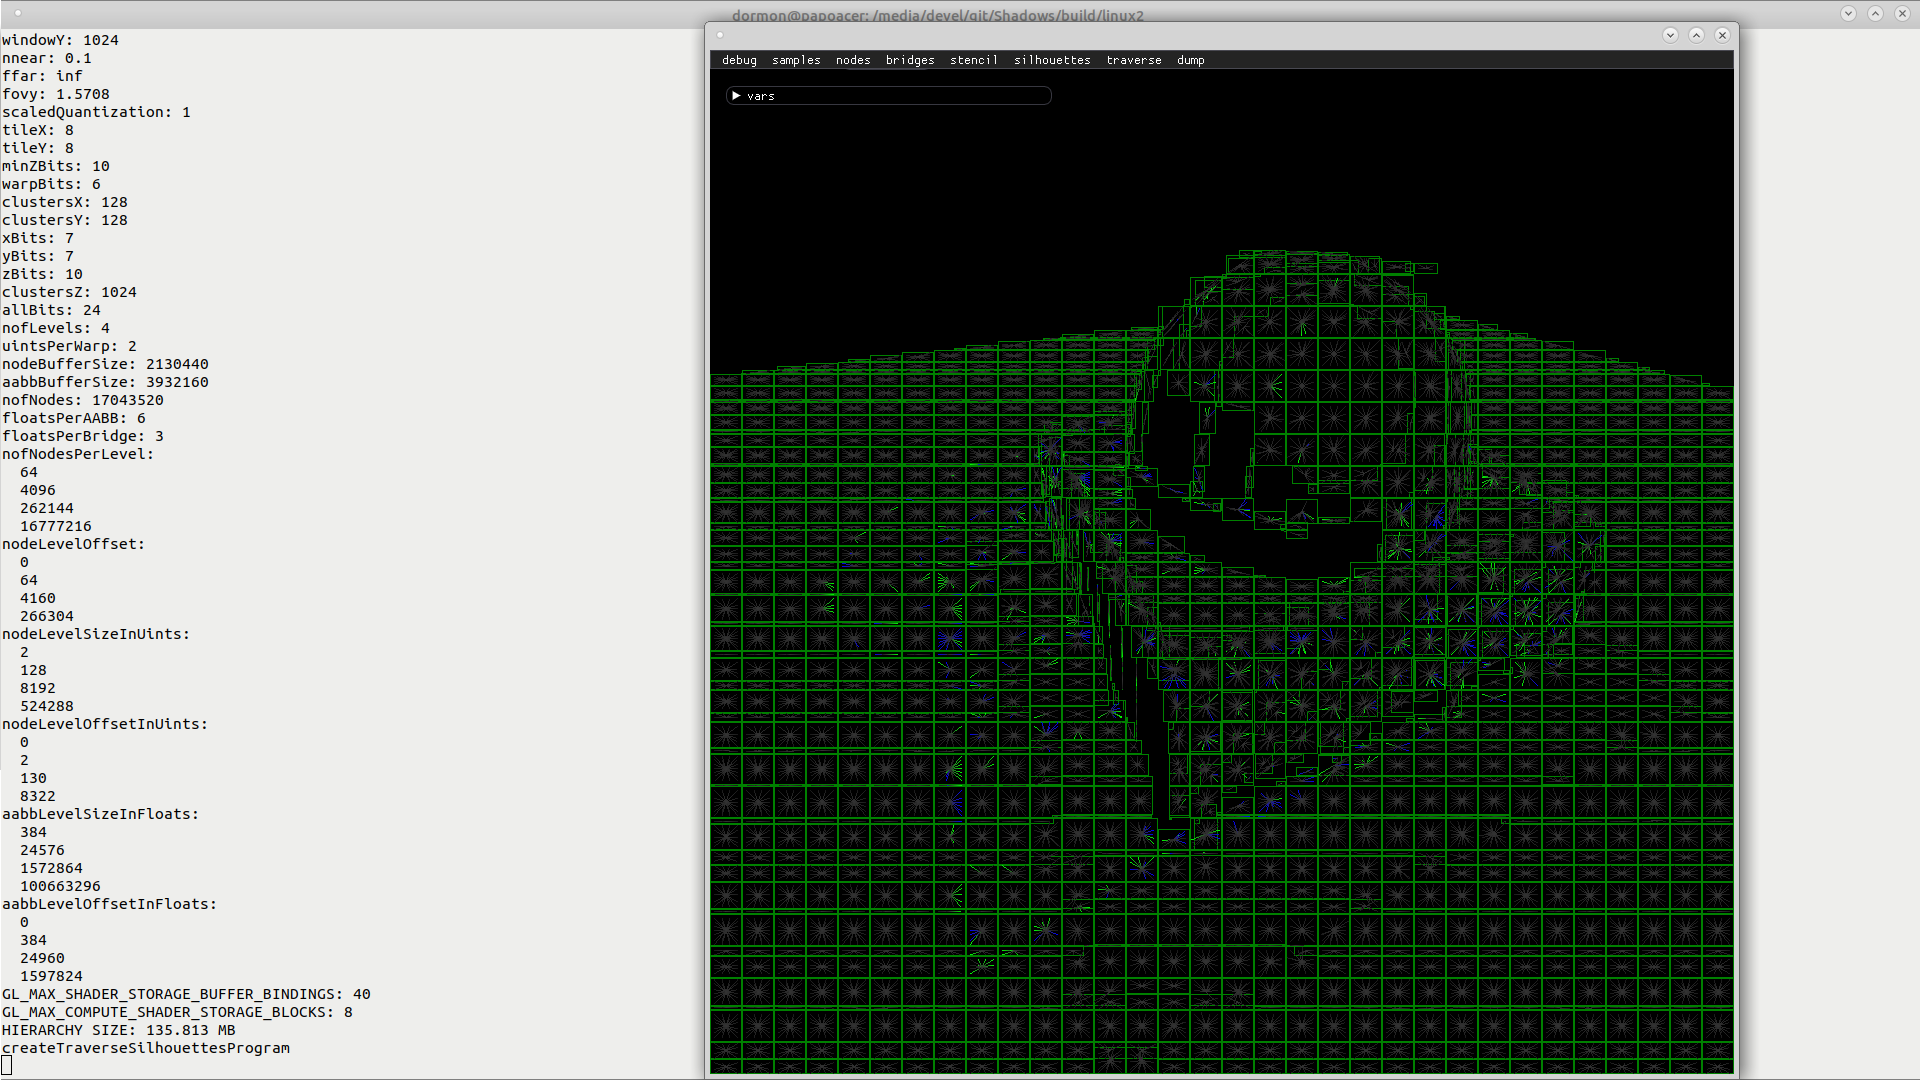 dormon@papoacer: /media/devel/git/Shadows/build/linux2
windowY: 1024
nnear: 0.1
ffar: inf
fovy: 1.5708
scaledQuantization: 1
tileX: 8
tileY: 8
minZBits: 10
warpBits: 6
clustersX: 128
clustersY: 128
xBits: 7
yBits: 7
zBits: 10
clustersZ: 1024
allBits: 24
nofLevels: 4
uintsPerWarp: 2
nodeBufferSize: 2130440
aabbBufferSize: 3932160
nofNodes: 17043520
floatsPerAABB: 6
floatsPerBridge: 3
nofNodesPerLevel:
64
4096
262144
16777216
nodeLevelOffset:
0
64
4160
266304
nodeLevelSizeInUints:
2
128
8192
524288
nodeLevelOffsetInUints:
0
2
130
8322
aabbLevelSizeInFloats:
384
24576
1572864
100663296
aabbLevelOffsetInFloats:
0
384
24960
1597824
GL_MAX_SHADER_STORAGE_BUFFER_BINDINGS: 40
GL_MAX_COMPUTE_SHADER_STORAGE_BLOCKS: 8
HIERARCHY SIZE: 135.813 MB
createTraverseSilhouettesProgram
debug samples nodes bridges stencil silhouettes traverse dump
vars